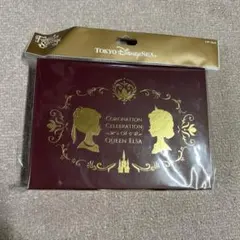 TOKYO DISNEYSEA
CORONATION
CELEBRATION
OF
QUEEN ELSA